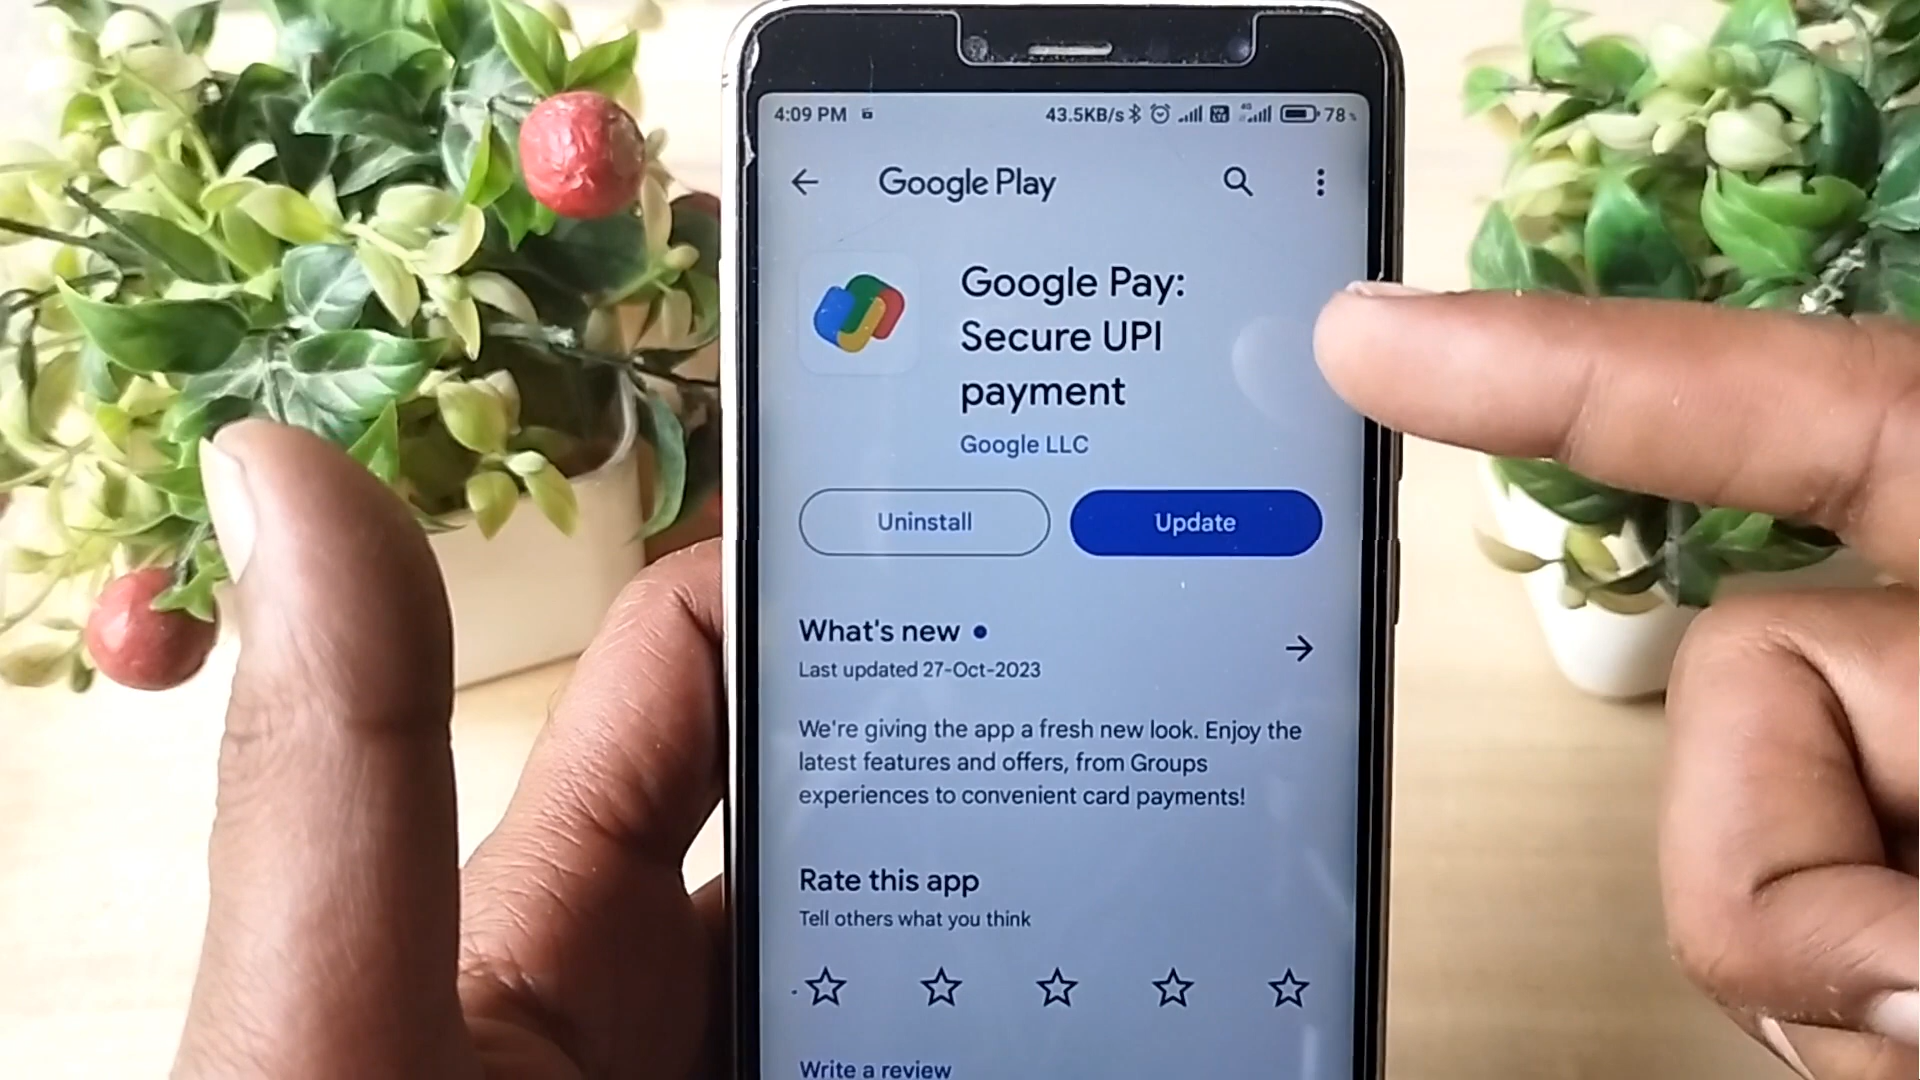 4:09 PM 43.5KB/s 4G 78
Google Play
Google Pay:
Secure UPI
payment
Google LLC
Uninstall Update
What's new
Last updated 27-Oct-2023
We're giving the app a fresh new look. Enjoy the
latest features and offers, from Groups
experiences to convenient card payments!
Rate this app
Tell others what you think
Write a review